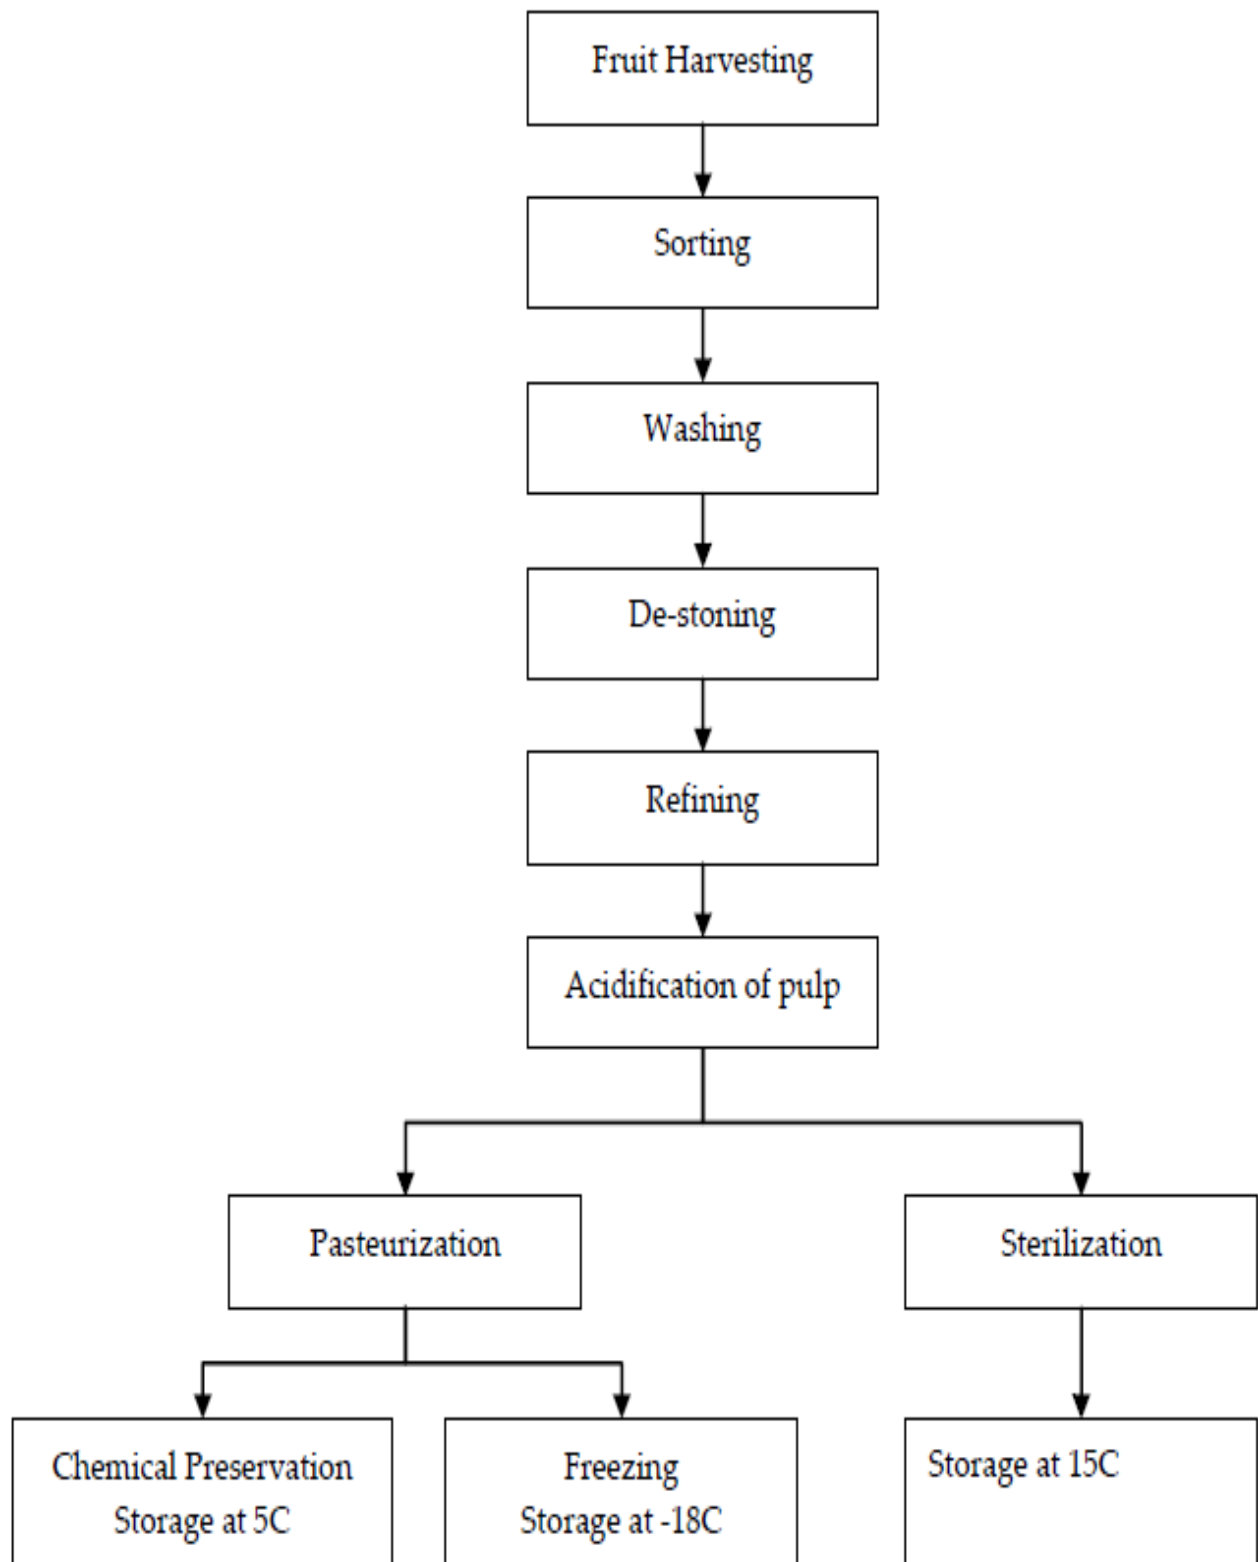 Fruit Harvesting
Sorting
Washing
De-stoning
Refining
Acidification of pulp
Pasteurization
Sterilization
Chemical Preservation
Storage at 5C
Freezing
Storage at -18C
Storage at 15C